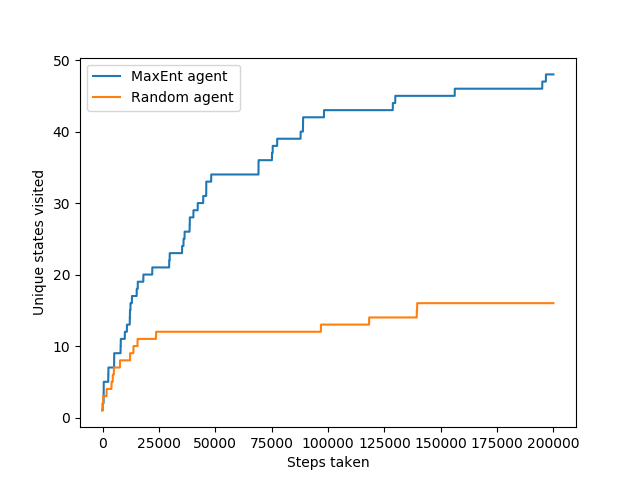 50
40
30
20
10
0
Unique states visited
MaxEnt agent
Random agent
0 25000 50000 75000 100000 125000 150000 175000 200000
Steps taken